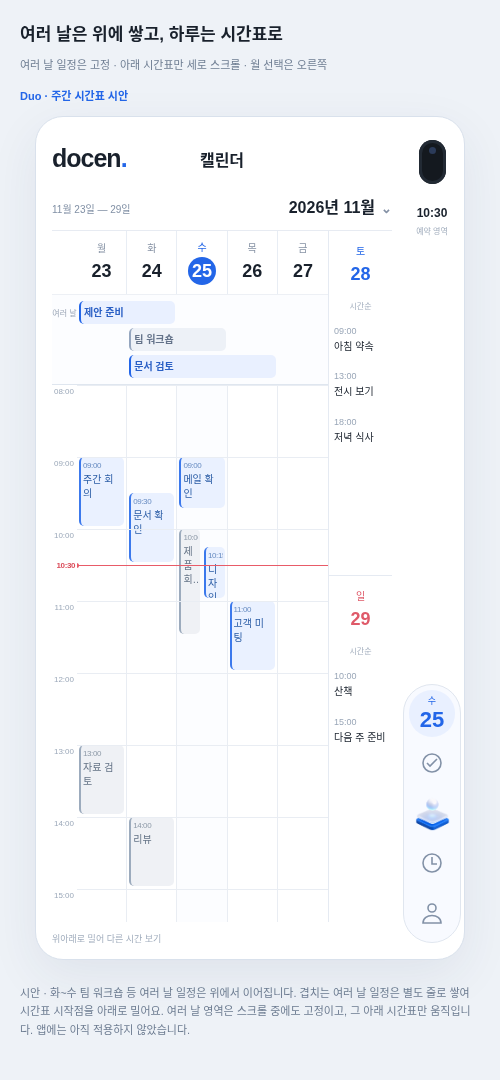 여러 날은 위에 쌓고, 하루는 시간표로
여러 날 일정은 고정 · 아래 시간표만 세로 스크롤 · 월 선택은 오른쪽
Duo · 주간 시간표 시안
docen.
캘린더
11월 23일 — 29일
2026년 11월
10:30
예약 영역
월
23
화
24
수
25
목
26
금
27
토
28
시간순
09:00
아침 약속
13:00
전시 보기
18:00
저녁 식사
여러 날
제안 준비
팀 워크숍
문서 검토
08:00
09:00
10:00
10:30
11:00
12:00
13:00
14:00
15:00
09:00
주간 회
의
13:00
자료 검
토
09:30
문서 확
인
14:00
리뷰
09:00
메일 확
인
10:0
제
품
회...
10:1
디
자
인
11:00
고객 미
팅
일
29
시간순
10:00
산책
15:00
다음 주 준비
수
25
위아래로 밀어 다른 시간 보기
시안 · 화~수 팀 워크숍 등 여러 날 일정은 위에서 이어집니다. 겹치는 여러 날 일정은 별도 줄로 쌓여
시간표 시작점을 아래로 밀어요. 여러 날 영역은 스크롤 중에도 고정이고, 그 아래 시간표만 움직입니
다. 앱에는 아직 적용하지 않았습니다.